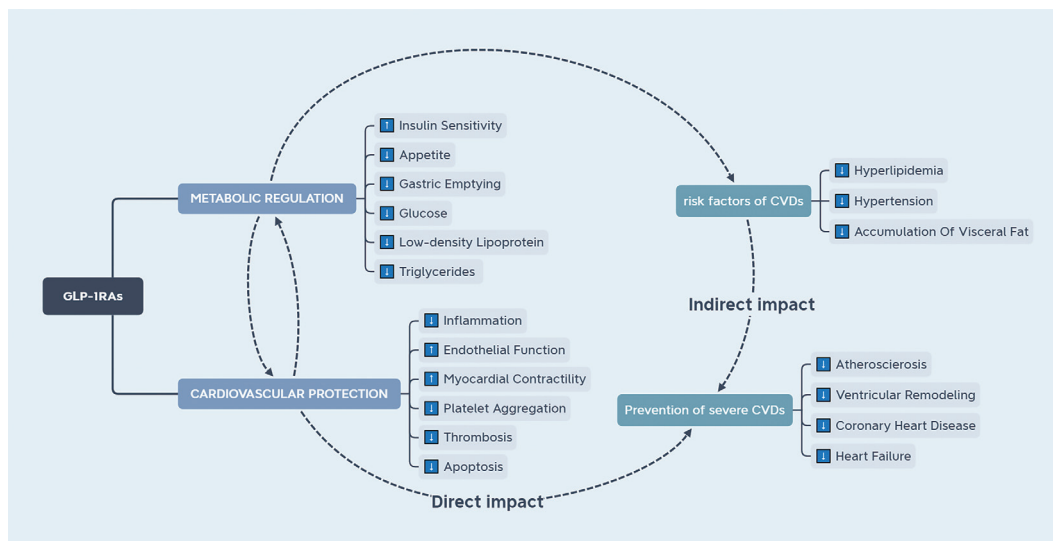 GLP-1RAs
METABOLIC REGULATION
↑ Insulin Sensitivity
↓ Appetite
↓ Gastric Emptying
↓ Glucose
↓ Low-density Lipoprotein
↓ Triglycerides
CARDIOVASCULAR PROTECTION
↓ Inflammation
↑ Endothelial Function
↑ Myocardial Contractility
↓ Platelet Aggregation
↓ Thrombosis
↓ Apoptosis
risk factors of CVDs
↓ Hyperlipidemia
↓ Hypertension
↓ Accumulation Of Visceral Fat
Indirect impact
Prevention of severe CVDs
↓ Atheroscierosis
↓ Ventricular Remodeling
↓ Coronary Heart Disease
↓ Heart Failure
Direct impact